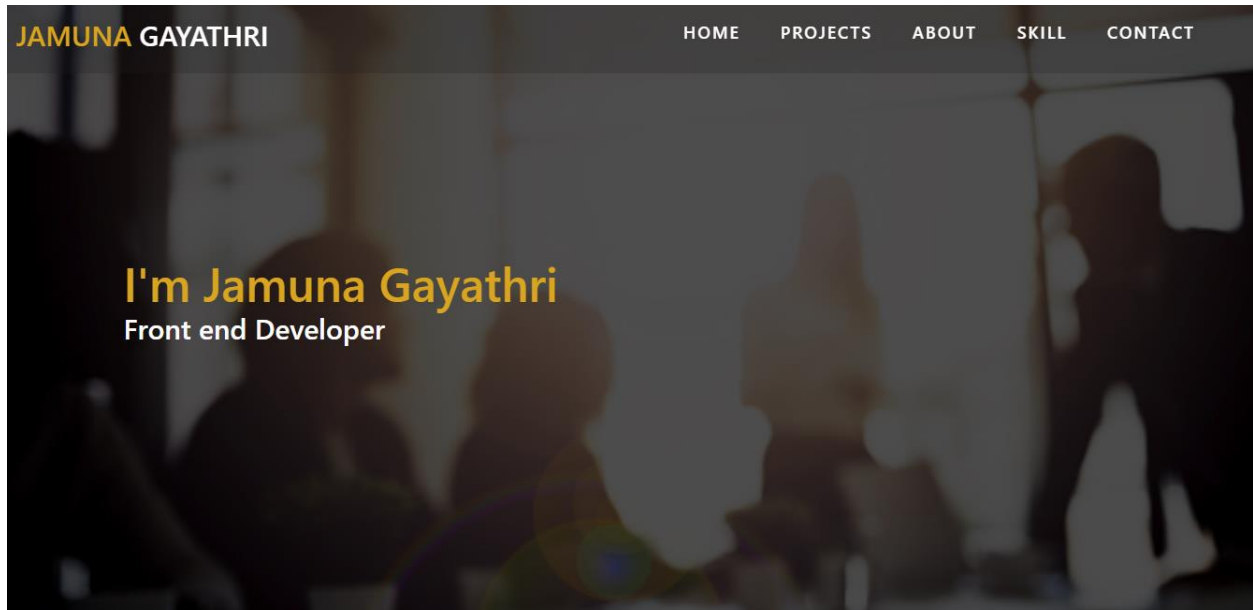 JAMUNA GAYATHRI
HOME PROJECTS ABOUT SKILL CONTACT
I'm Jamuna Gayathri
Front end Developer